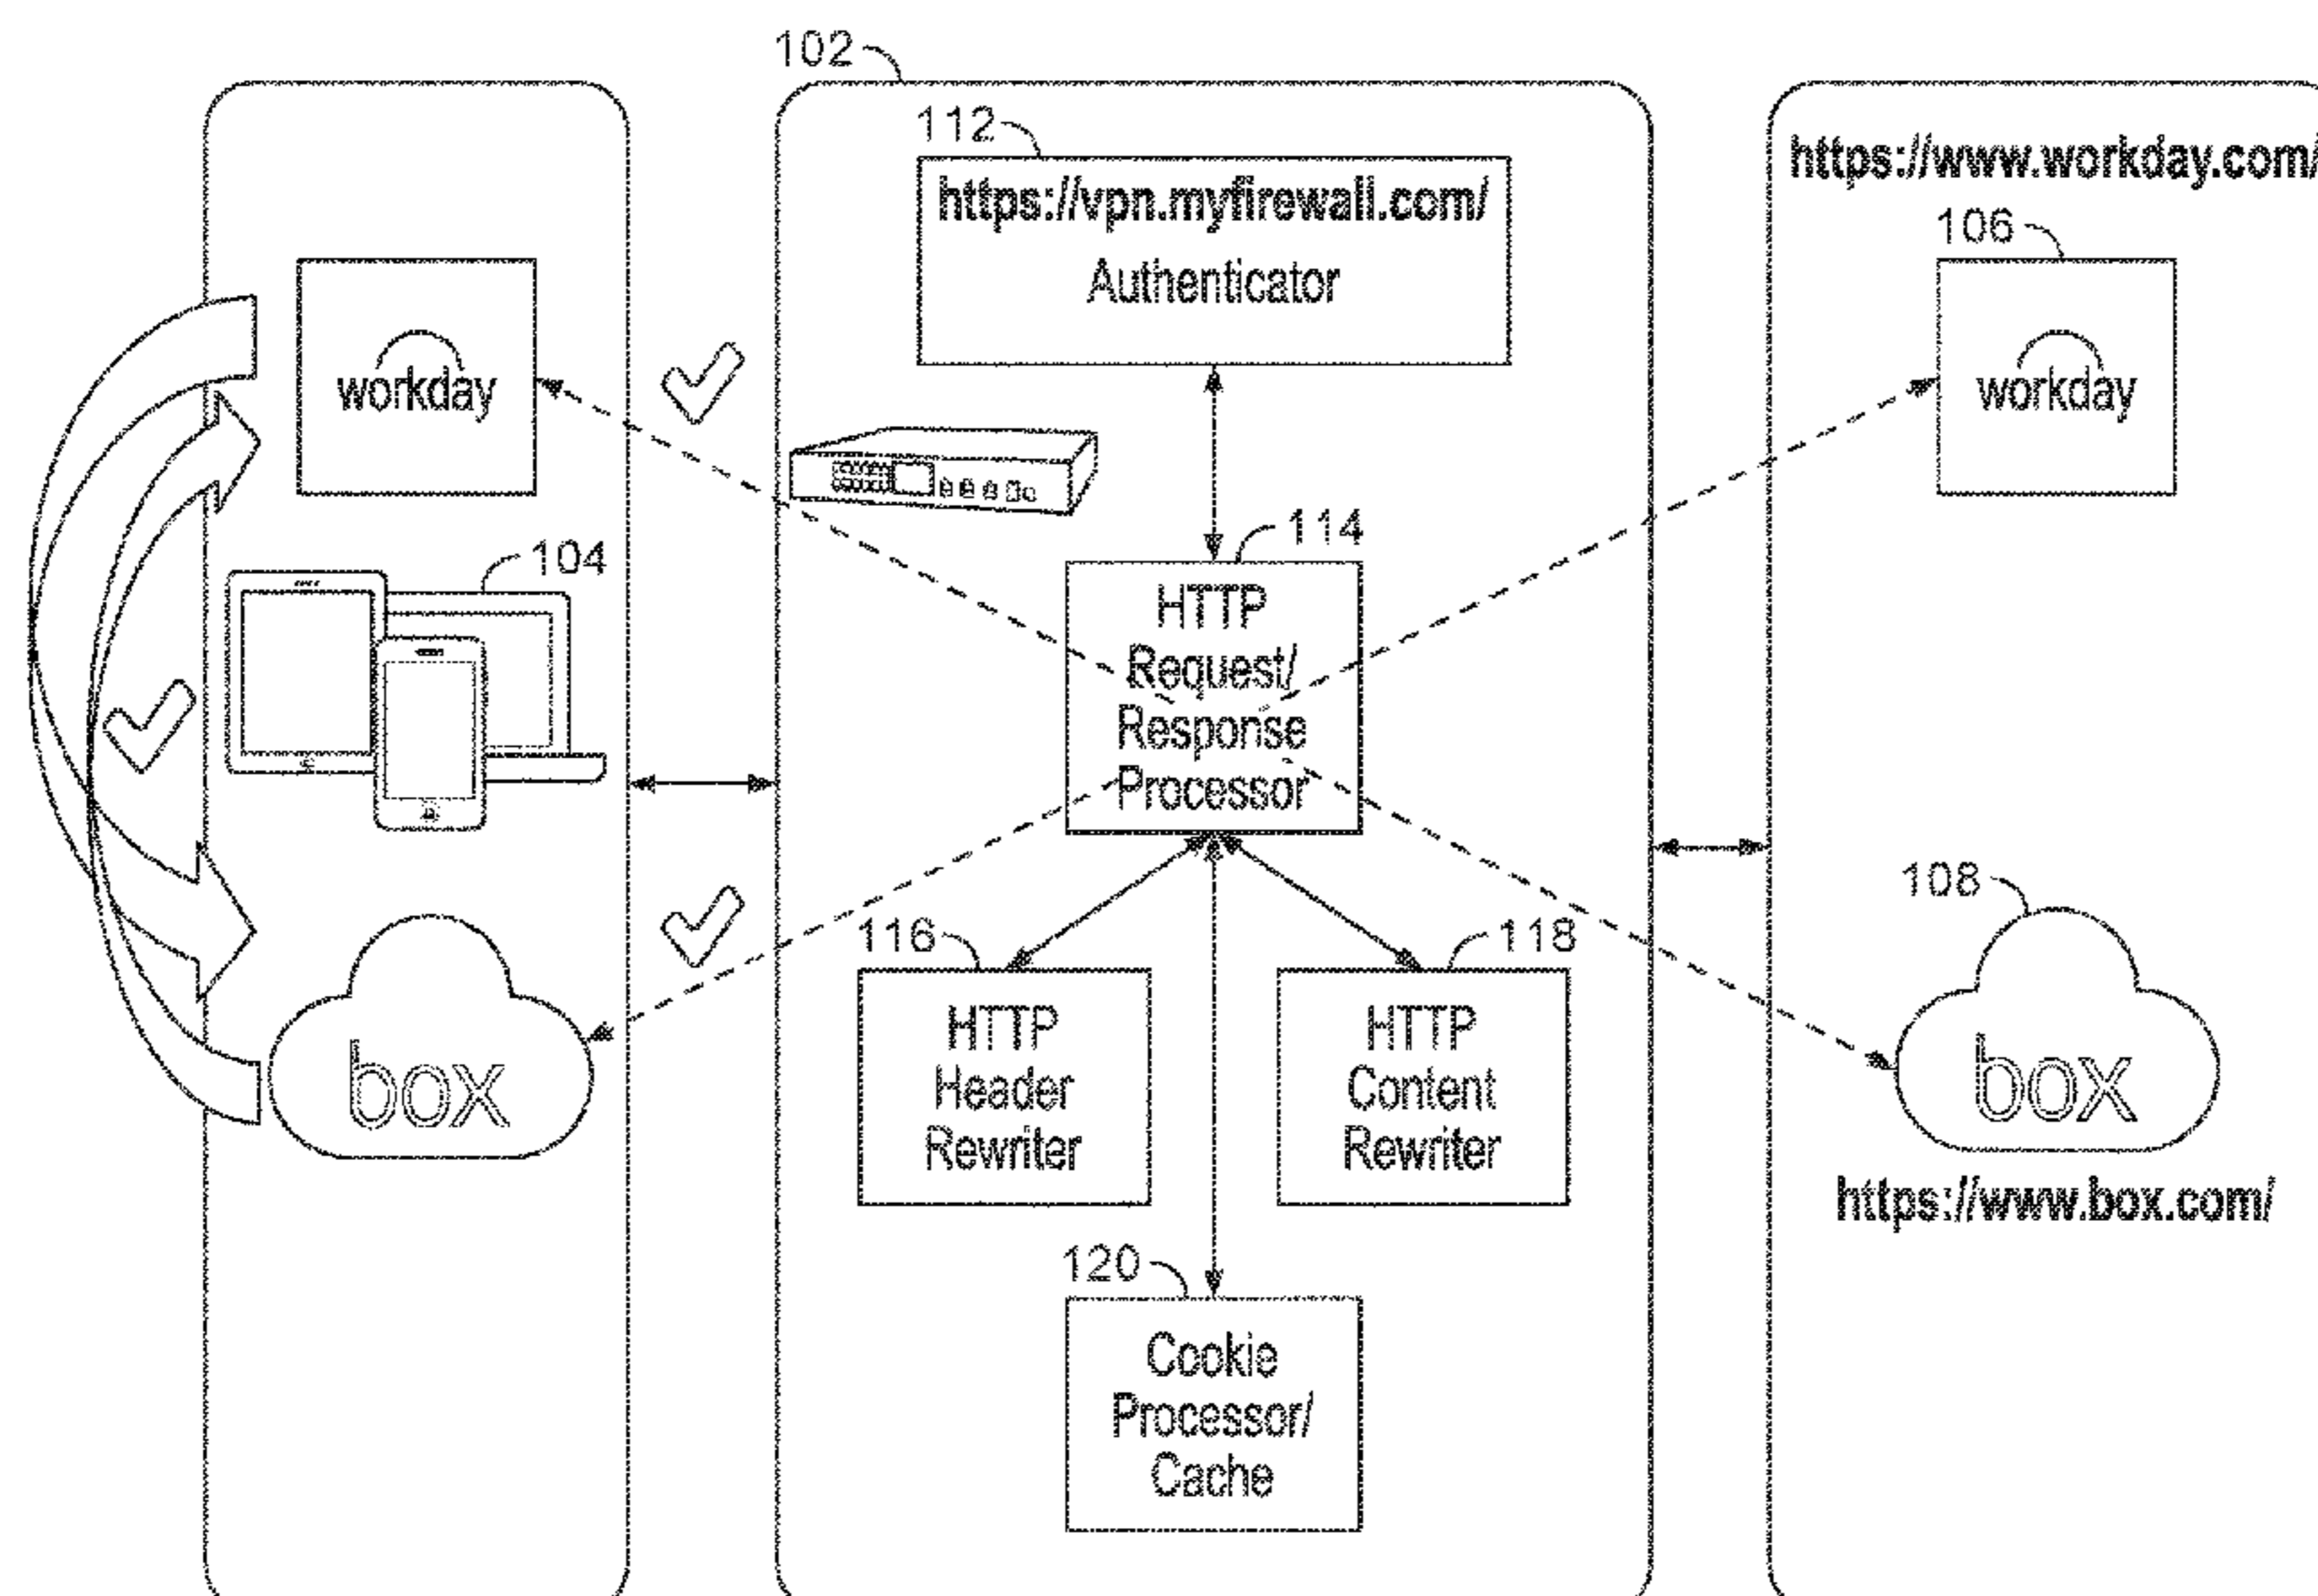 102
112
https://vpn.myfirewall.com/
Authenticator
https://www.workday.com/
106
workday
workday
104
114
HTTP
Request/
Response
Processor
108
116
118
HTTP
Header
Rewriter
HTTP
Content
Rewriter
box
box
https://www.box.com/
120
Cookie
Processor/
Cache